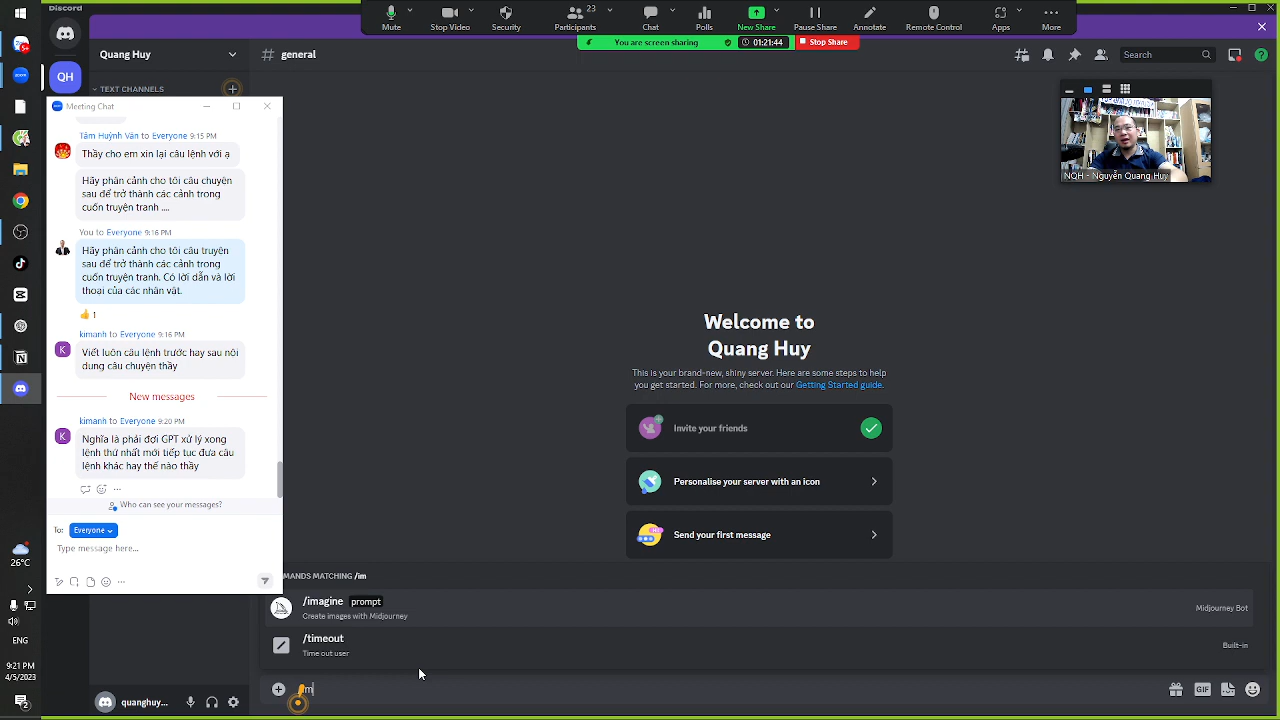 Discord
Mute
Stop Video
Security
Participants
23
Chat
Polls
New Share
Pause Share
Annotate
Remote Control
Apps
More
You are screen sharing
01:21:44
Stop Share
Quang Huy
# general
Search
QH
TEXT CHANNELS
Meeting Chat
Tâm Huỳnh Văn to Everyone 9:15 PM
Thầy cho em xin lại câu lệnh với ạ
Hãy phân cảnh cho tôi câu chuyện
sau để trở thành các cảnh trong
cuốn truyện tranh ....
You to Everyone 9:16 PM
Hãy phân cảnh cho tôi câu truyện
sau để trở thành các cảnh trong
cuốn truyện tranh. Có lời dẫn và lời
thoại của các nhân vât.
1
kimanh to Everyone 9:16 PM
K
Viết luôn câu lệnh trước hay sau nôi
dung câu chuyện thầy
New messages
kimanh to Everyone 9:20 PM
K
Nghĩa là phải đợi GPT xử lý xong
lệnh thư nhất mới tiếp tuc đưa câu
lệnh khác hay thế nào thầy
Who can see your messages?
To: Everyone
Type message here...
NQH - Nguyễn Quang Huy
Welcome to
Quang Huy
This is your brand-new, shiny server. Here are some steps to help
you get started. For more, check out our Getting Started guide.
Invite your friends
Personalise your server with an icon
Send your first message
MANDS MATCHING /im
/imagine prompt
Create images with Midjourney
Midjourney Bot
/timeout
Time out user
Built-in
/im
GIF
quanghuy...
26°C
ENG
9:21 PM
4/5/2023